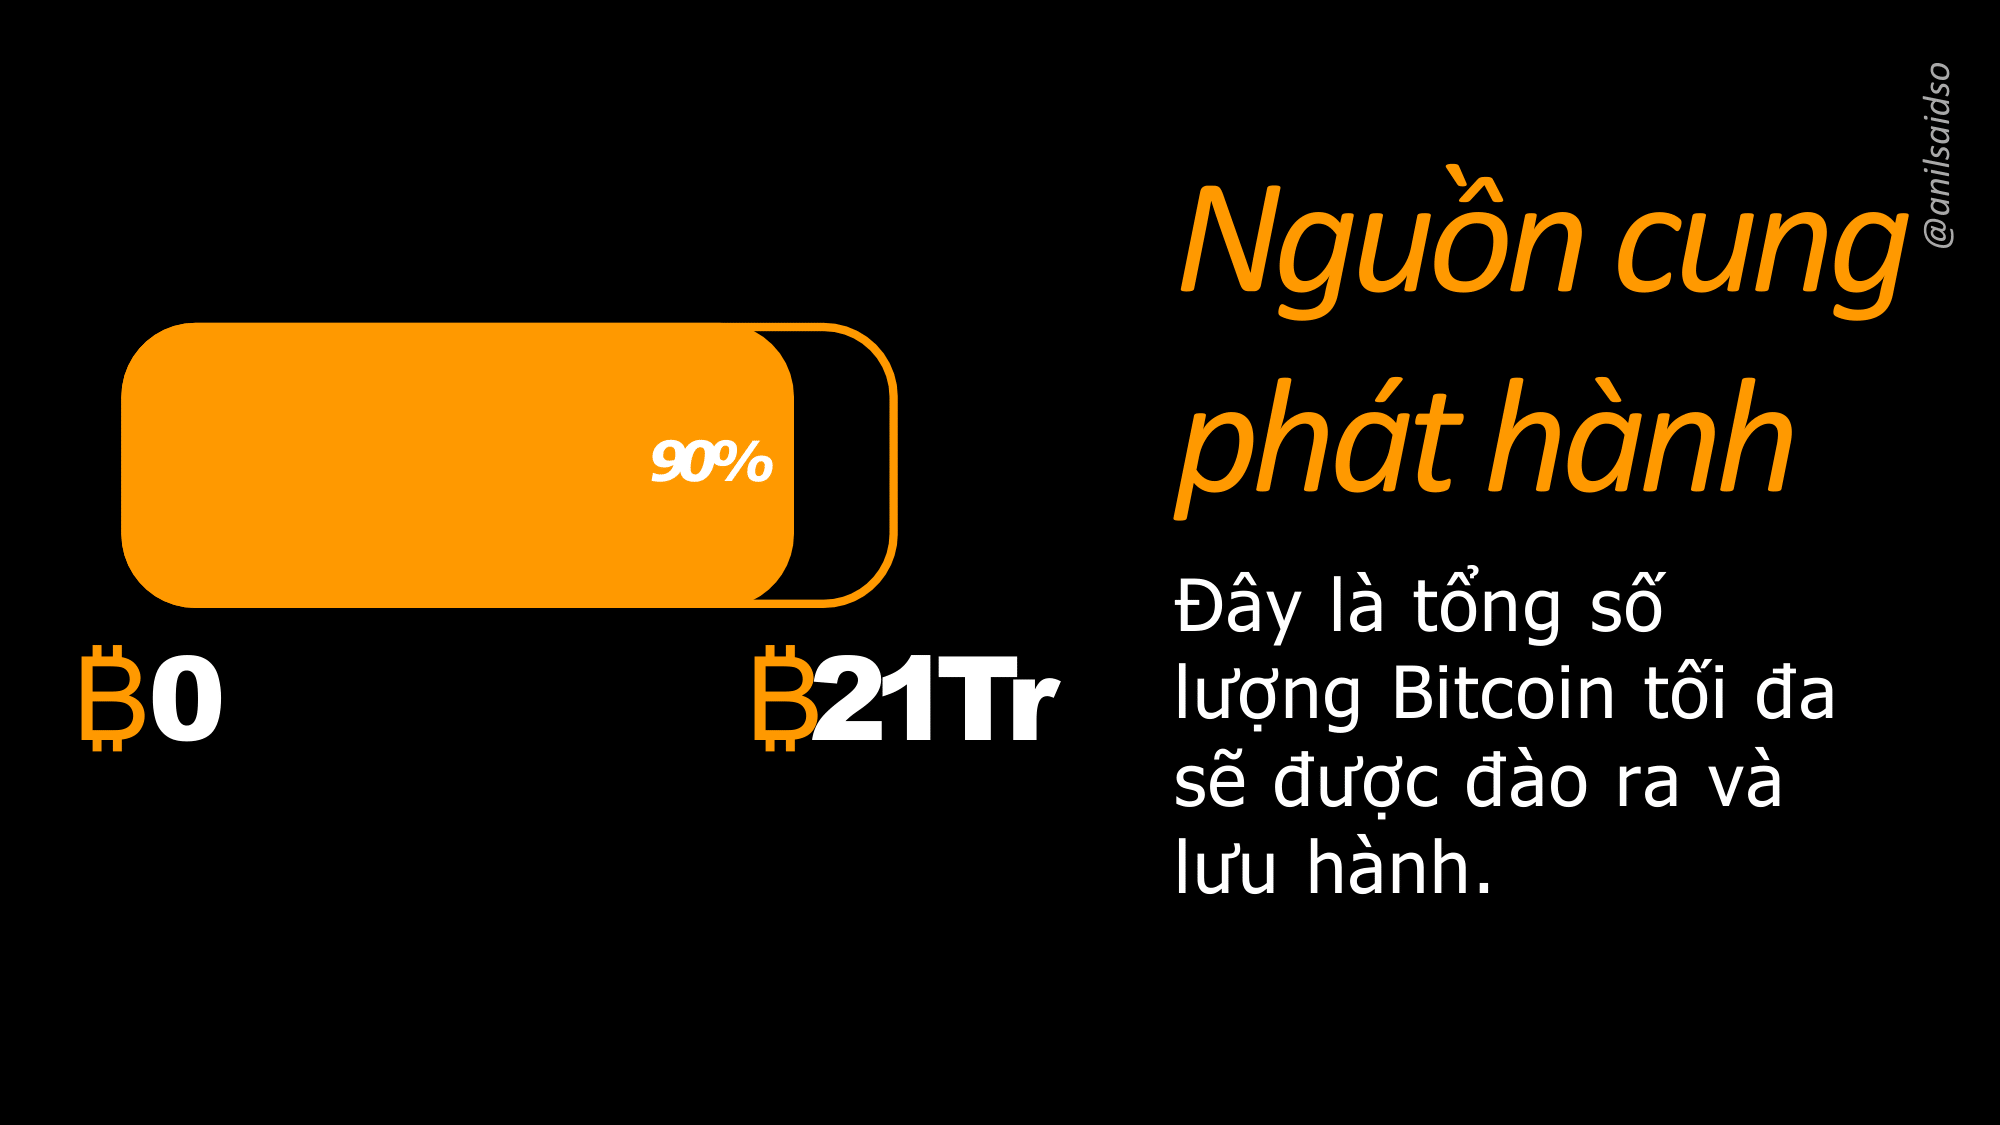 @anilsaidso
Nguồn cung
phát hành
90%
₿0
₿21Tr
Đây là tổng số
lượng Bitcoin tối đa
sẽ được đào ra và
lưu hành.